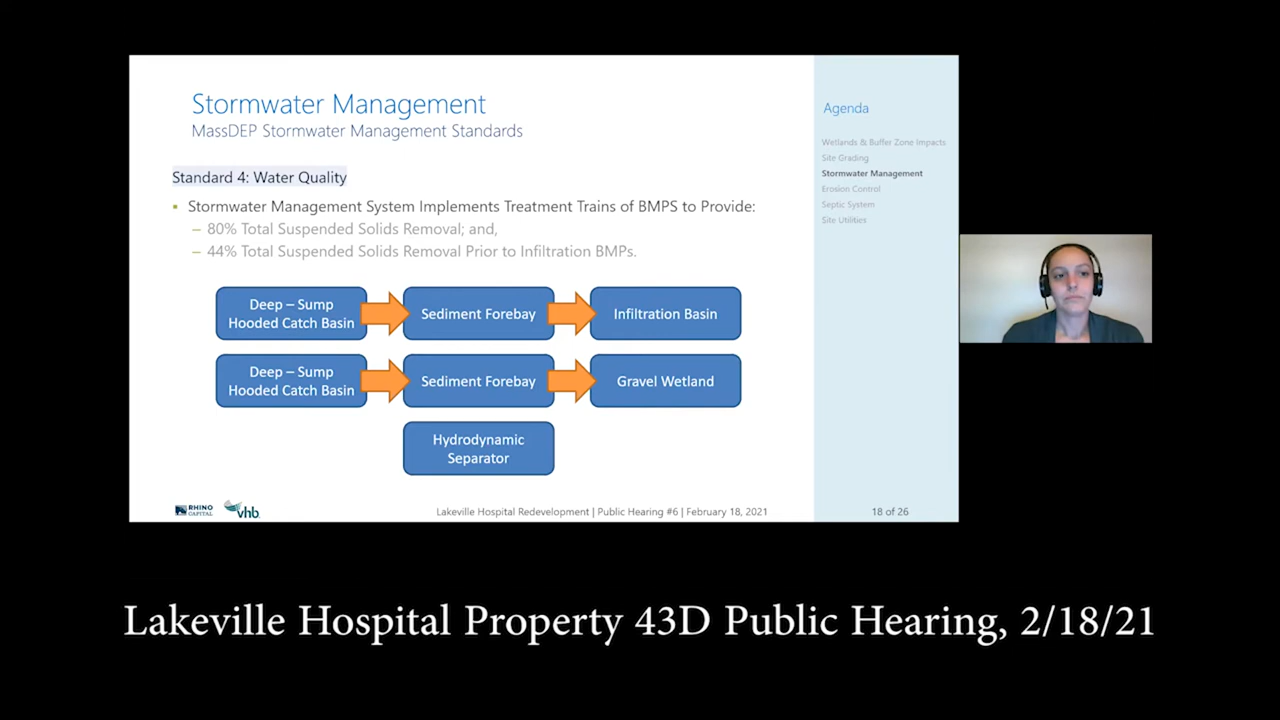 Stormwater Management
MassDEP Stormwater Management Standards
Standard 4: Water Quality
▪ Stormwater Management System Implements Treatment Trains of BMPS to Provide:
– 80% Total Suspended Solids Removal; and,
– 44% Total Suspended Solids Removal Prior to Infiltration BMPs.
Deep – Sump
Hooded Catch Basin
Sediment Forebay
Infiltration Basin
Deep – Sump
Hooded Catch Basin
Sediment Forebay
Gravel Wetland
Hydrodynamic
Separator
RHINO
CAPITAL
vhb
Lakeville Hospital Redevelopment | Public Hearing #6 | February 18, 2021
Agenda
Wetlands & Buffer Zone Impacts
Site Grading
Stormwater Management
Erosion Control
Septic System
Site Utilities
18 of 26
Lakeville Hospital Property 43D Public Hearing, 2/18/21